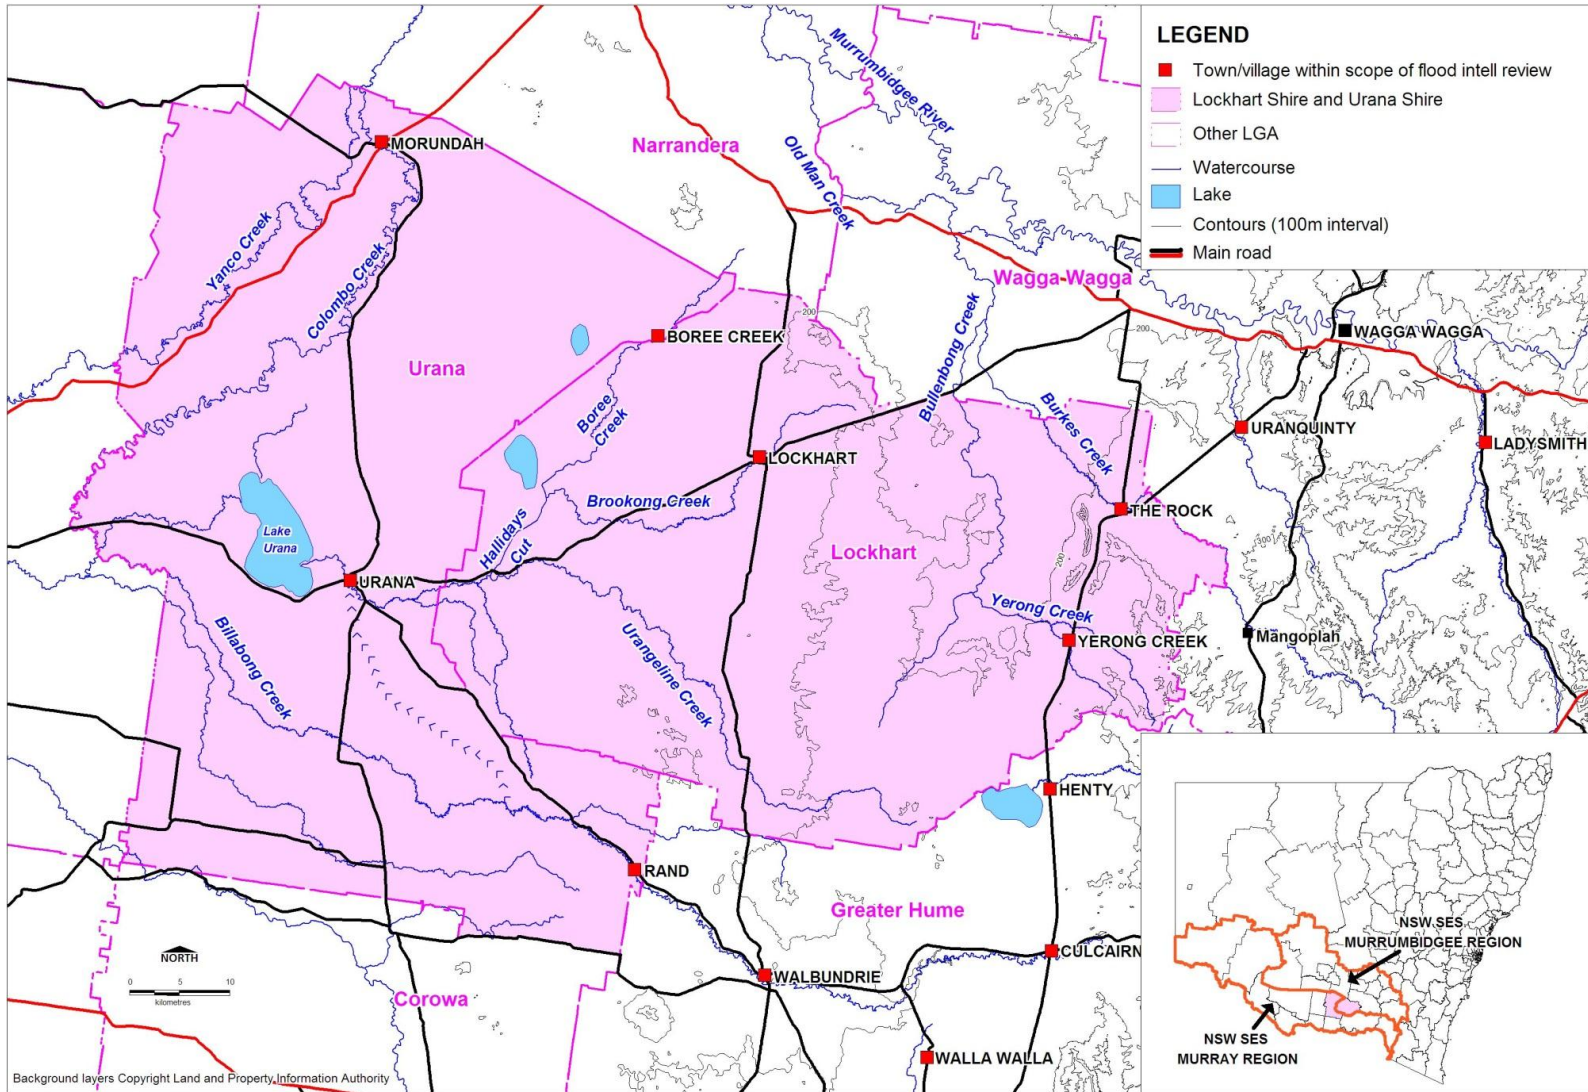 LEGEND
Town/village within scope of flood intell review
Lockhart Shire and Urana Shire
Other LGA
Watercourse
Lake
Contours (100m interval)
Main road
Murrumbidgee River
MORUNDAH
Narrandera
Old Man Creek
Yanco Creek
Colombo Creek
Wagga Wagga
200
BOREE CREEK
200
WAGGA WAGGA
Urana
Bullenbong Creek
Boree
Creek
Burkes Creek
URANQUINTY
LADYSMITH
LOCKHART
Brookong Creek
THE ROCK
Lake
Urana
Hallidays
Cut
Lockhart
200
300
URANA
Yerong Creek
Billabong Creek
Urangeline Creek
YERONG CREEK
Mangoplah
HENTY
RAND
Greater Hume
NORTH
0 5 10
kilometres
CULCAIRN
WALBUNDRIE
Corowa
WALLA WALLA
NSW SES
MURRUMBIDGEE REGION
NSW SES
MURRAY REGION
Background layers Copyright Land and Property Information Authority